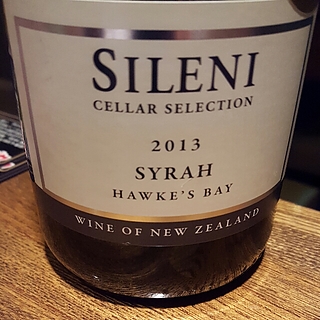 SILENI
CELLAR SELECTION
2013
SYRAH
HAWKE'S BAY
WINE OF NEW ZEALAND